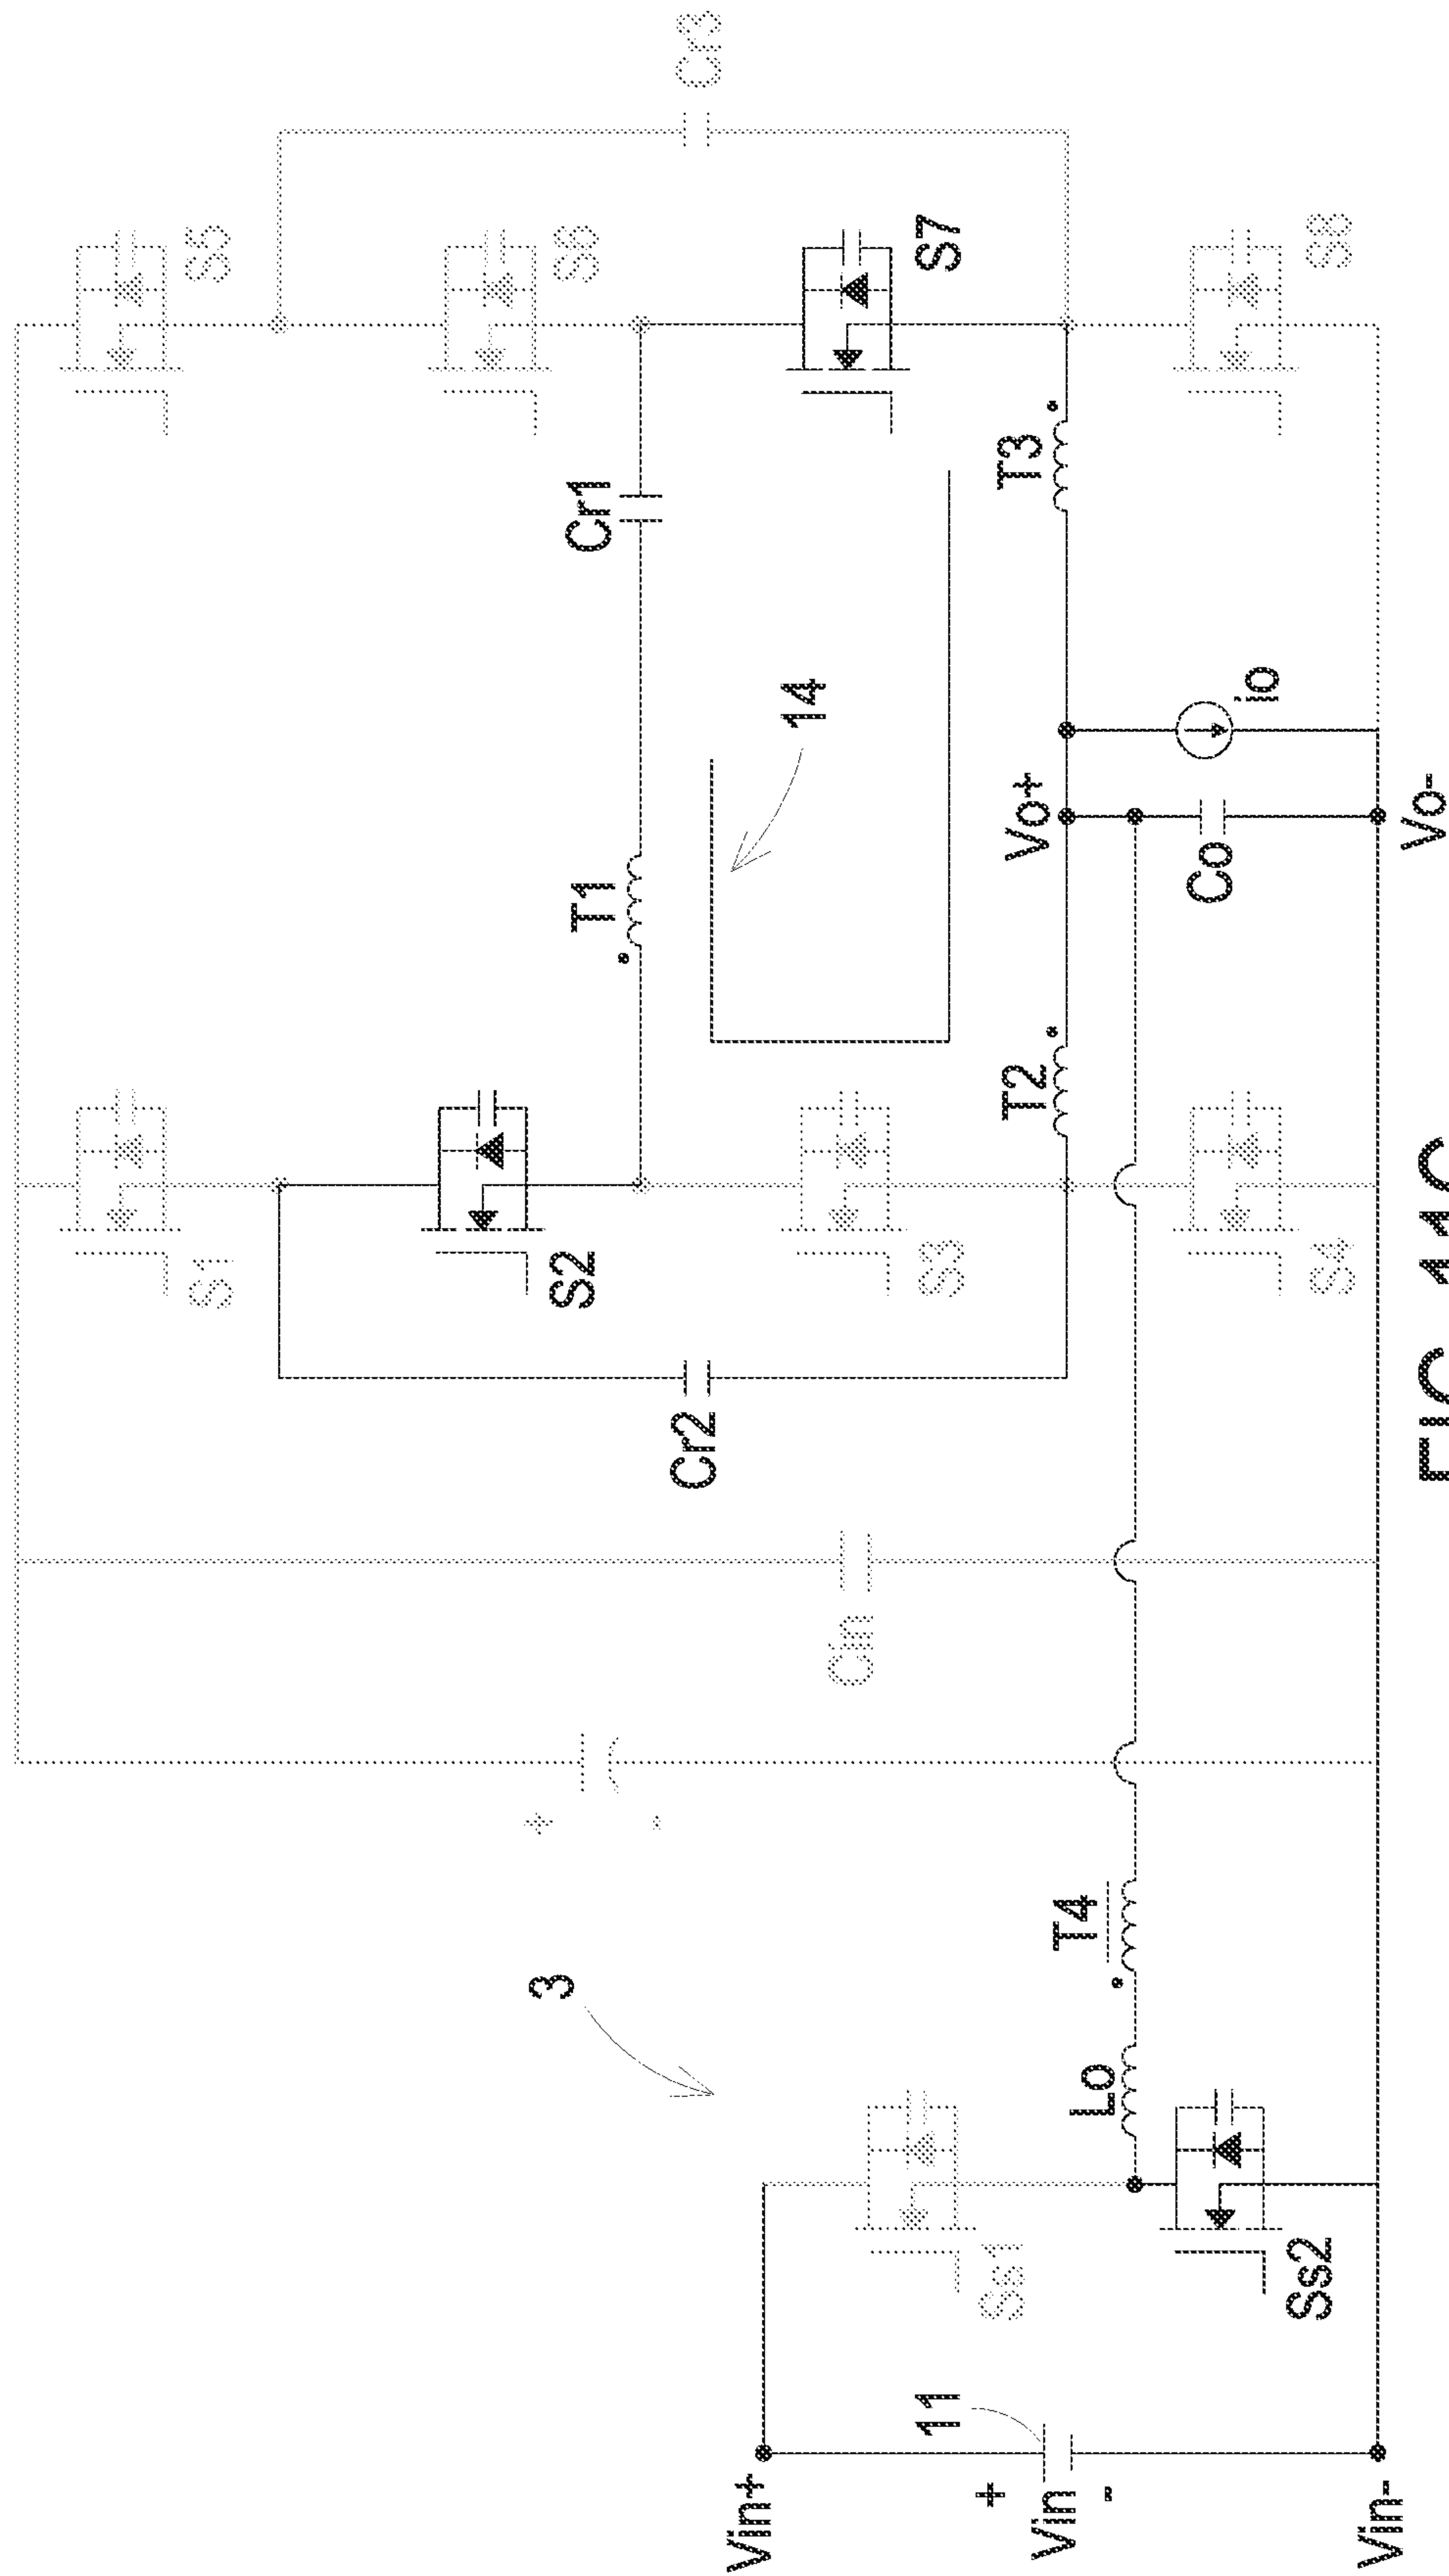 Cr3
S5
S6
S7
S8
Cr1
T3
14
T1
io
Vo+
Co
Vo-
T2
S1
S2
S3
S4
Cr2
Cin
+
-
3
T4
Lo
Ss1
Ss2
11
Vin+
+
Vin
-
Vin-